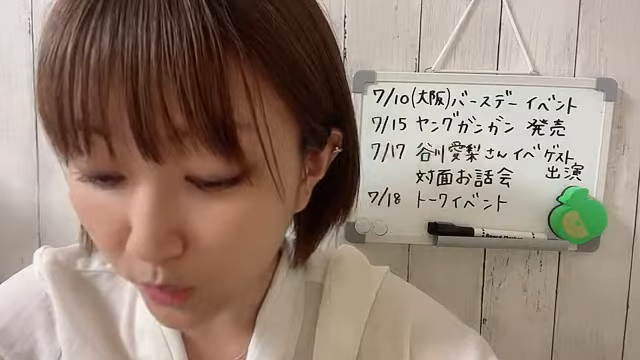 7/10(大阪)バースデーイベント
7/15 ヤングガンガン 発売
7/17 谷川愛梨さんイベ ゲスト出演
対面お話会
7/18 トークイベント